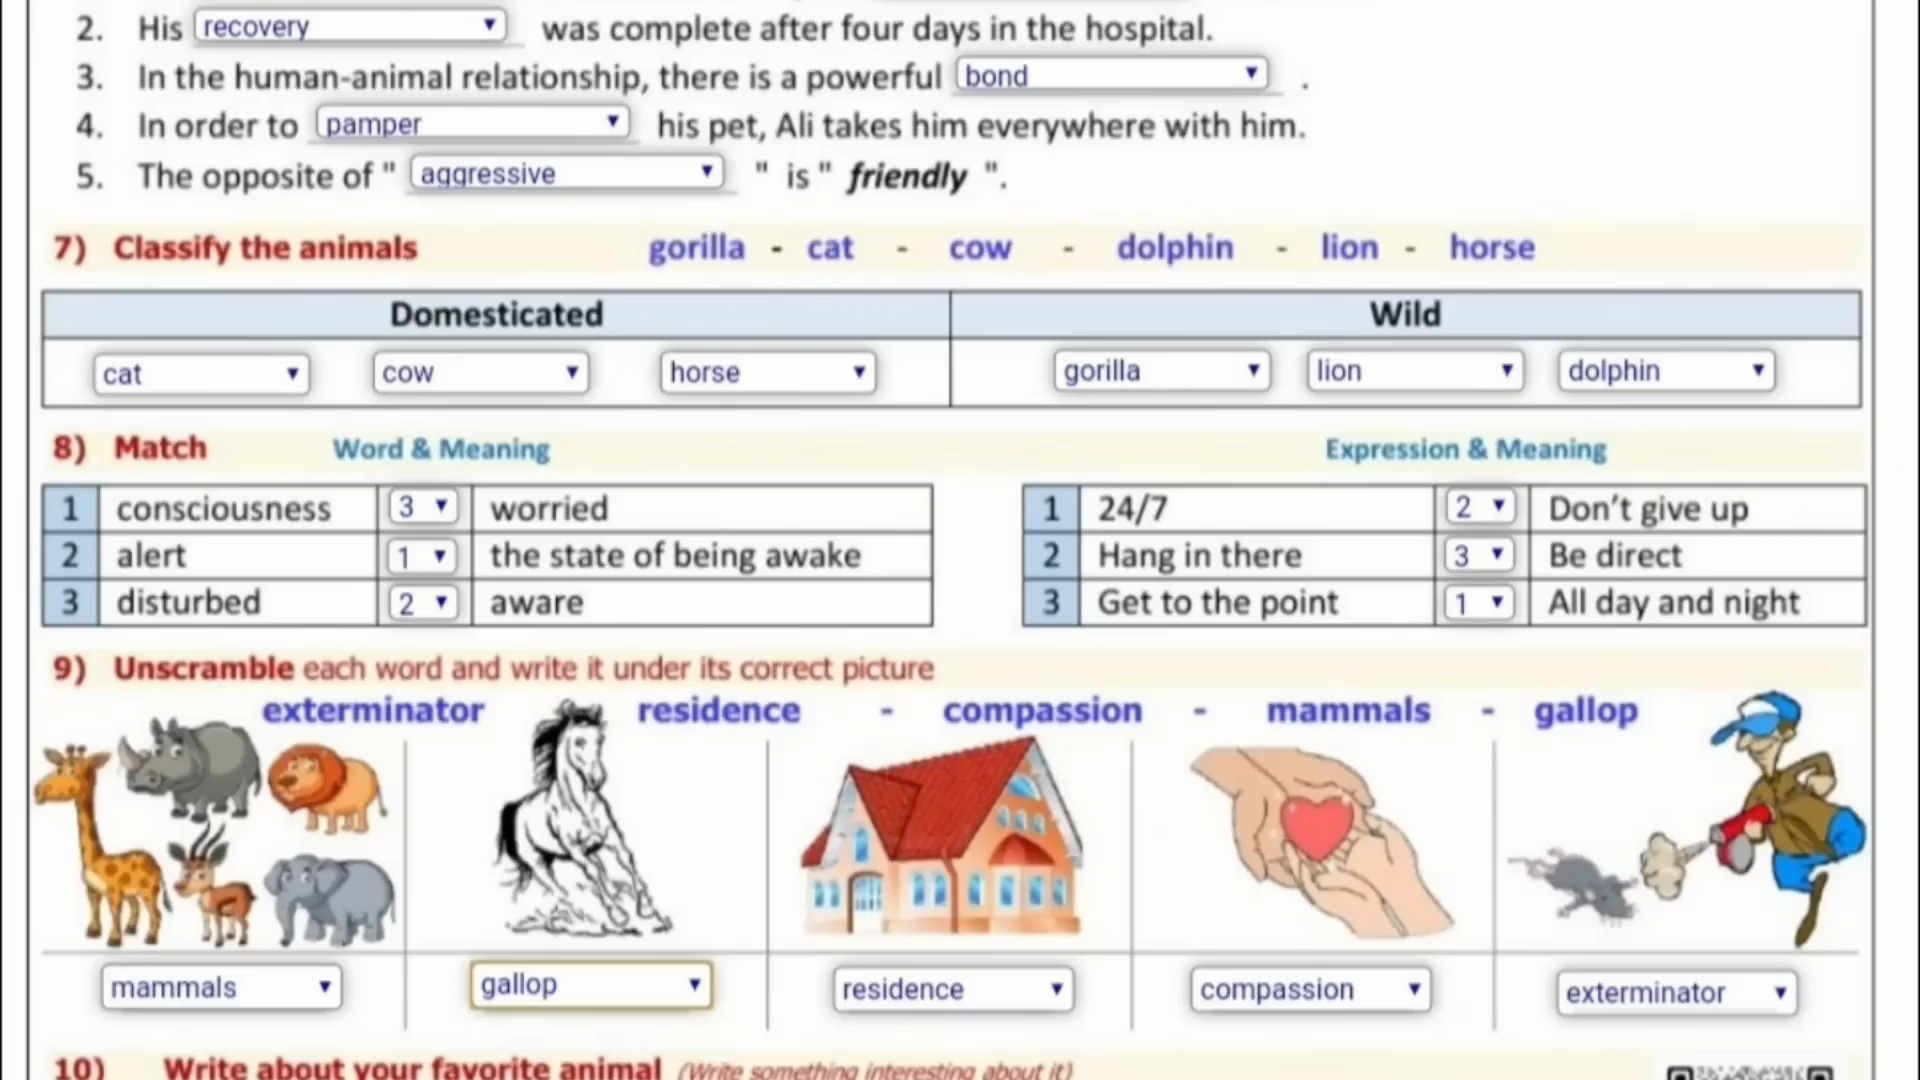 2. His recovery was complete after four days in the hospital.
3. In the human-animal relationship, there is a powerful bond .
4. In order to pamper his pet, Ali takes him everywhere with him.
5. The opposite of " aggressive " is " friendly ".
7) Classify the animals gorilla - cat - cow - dolphin - lion - horse
Domesticated Wild
cat cow horse gorilla lion dolphin
8) Match Word & Meaning Expression & Meaning
1 consciousness 3 worried
2 alert 1 the state of being awake
3 disturbed 2 aware
1 24/7 2 Don't give up
2 Hang in there 3 Be direct
3 Get to the point 1 All day and night
9) Unscramble each word and write it under its correct picture
exterminator residence - compassion - mammals - gallop
mammals gallop residence compassion exterminator
10) Write about your favorite animal (Write something interesting about it)